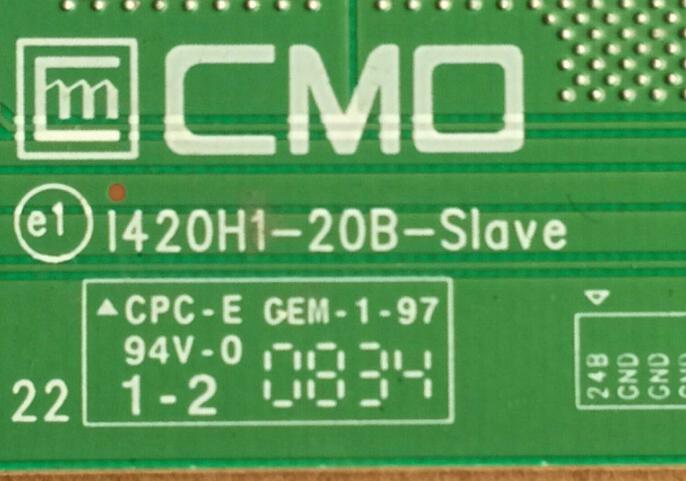 CMO
e1 I420H1-20B-Slave
▲CPC-E GEM-1-97
94V-0 0834
1-2
22
24B
GND
GND